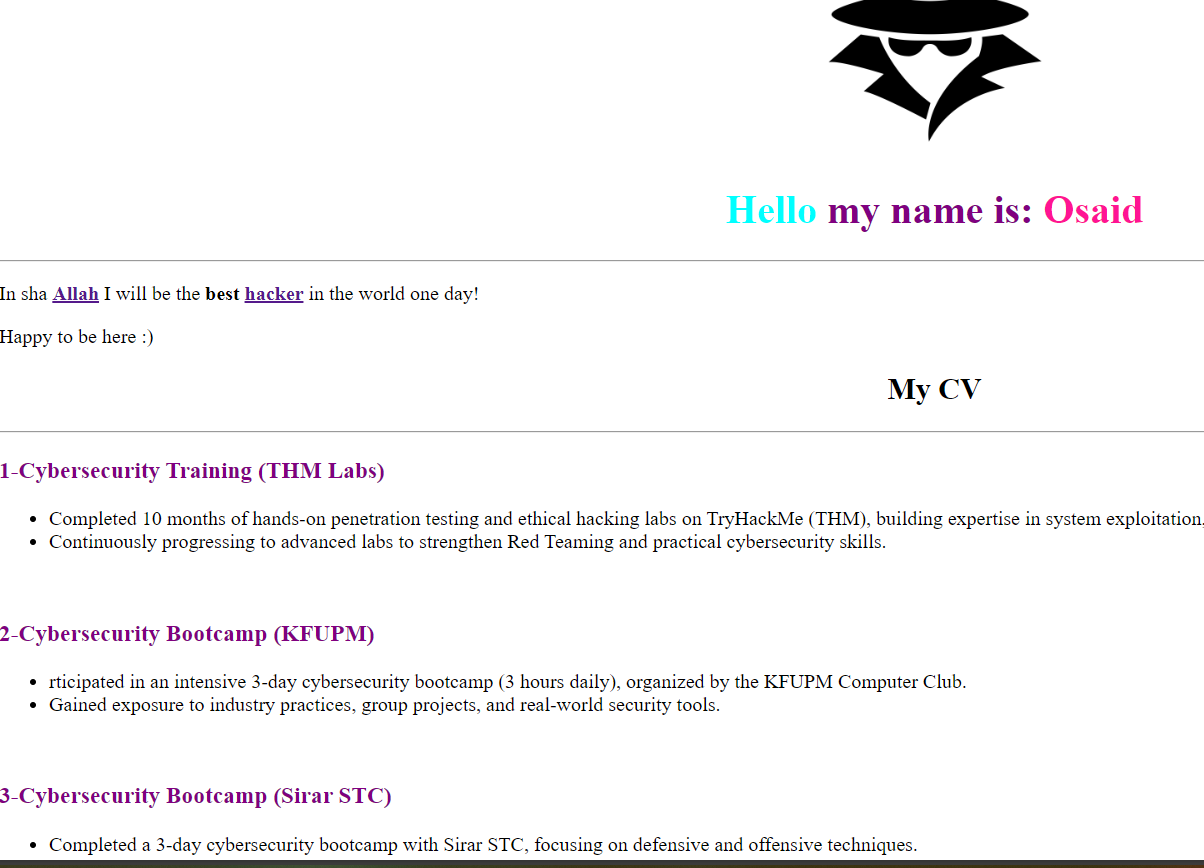 Hello my name is: Osaid
In sha Allah I will be the best hacker in the world one day!
Happy to be here :)
My CV
1-Cybersecurity Training (THM Labs)
• Completed 10 months of hands-on penetration testing and ethical hacking labs on TryHackMe (THM), building expertise in system exploitation,
• Continuously progressing to advanced labs to strengthen Red Teaming and practical cybersecurity skills.
2-Cybersecurity Bootcamp (KFUPM)
• rticipated in an intensive 3-day cybersecurity bootcamp (3 hours daily), organized by the KFUPM Computer Club.
• Gained exposure to industry practices, group projects, and real-world security tools.
3-Cybersecurity Bootcamp (Sirar STC)
• Completed a 3-day cybersecurity bootcamp with Sirar STC, focusing on defensive and offensive techniques.